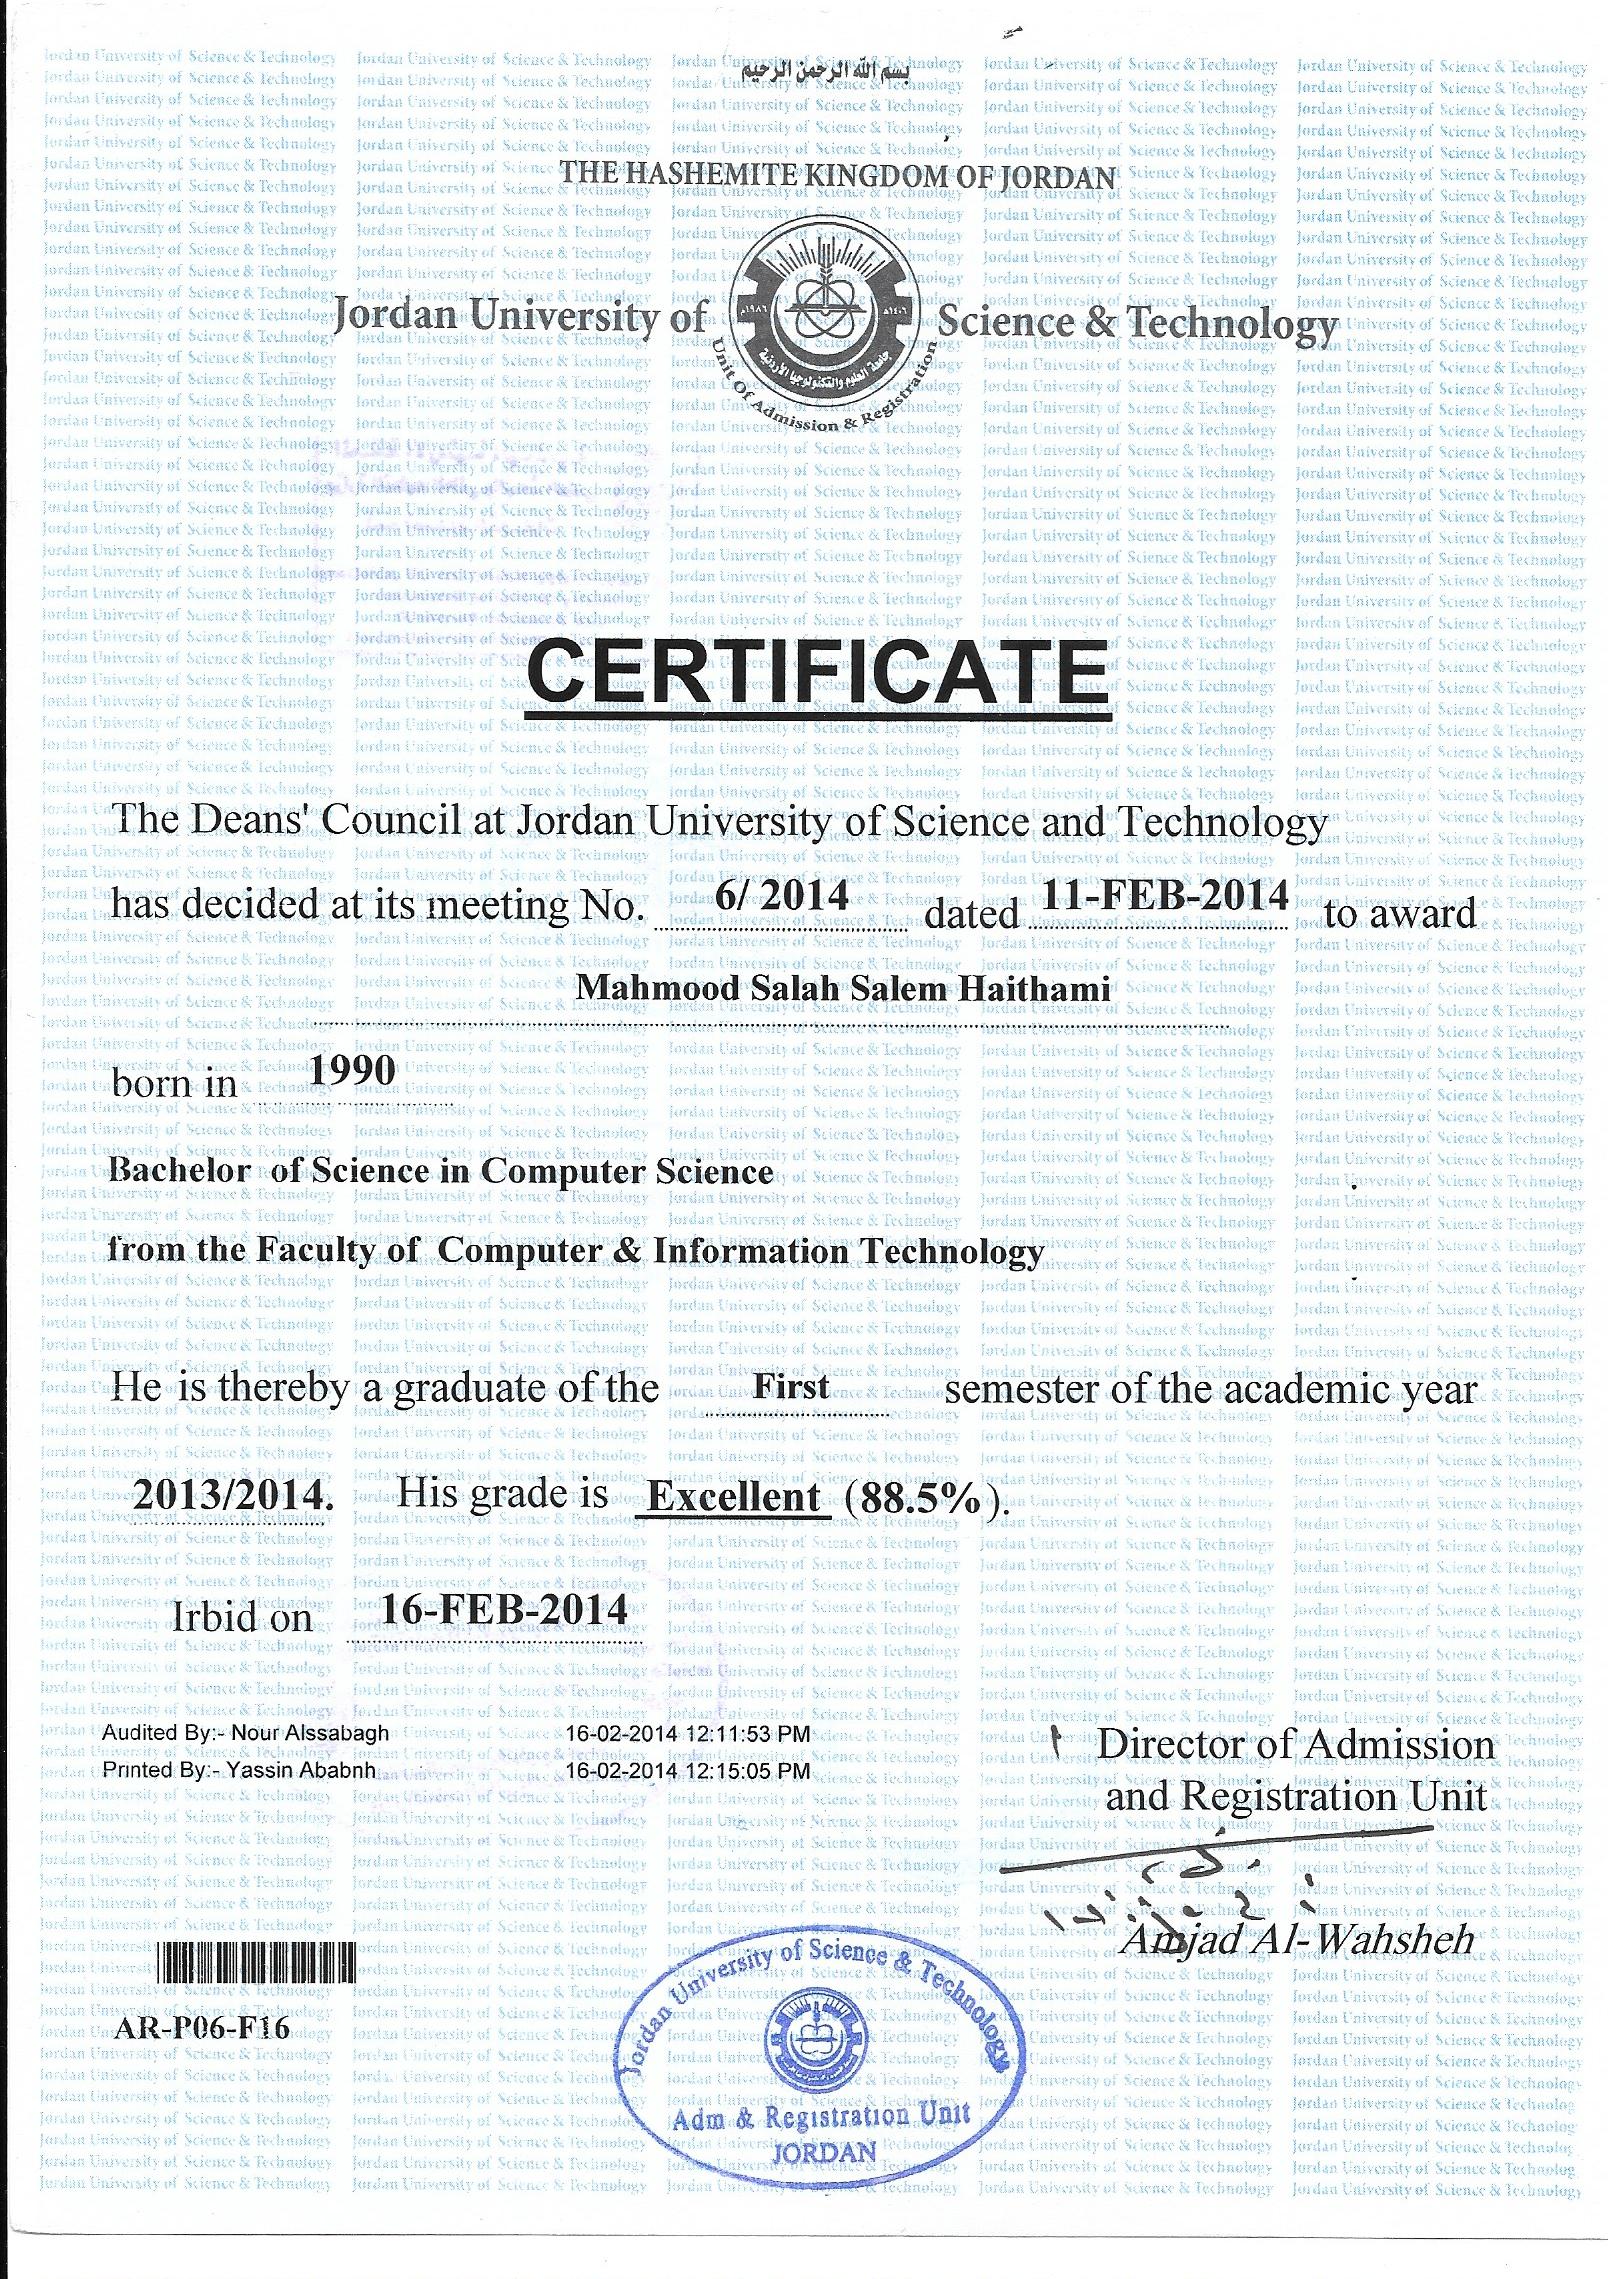 بسم الله الرحمن الرحيم
THE HASHEMITE KINGDOM OF JORDAN
Jordan University of Science & Technology
١٩٨٦م ١٤٠٦هـ
جامعة العلوم والتكنولوجيا الأردنية
Unit Of Admission & Registration
CERTIFICATE
The Deans' Council at Jordan University of Science and Technology
has decided at its meeting No. 6/ 2014 dated 11-FEB-2014 to award
Mahmood Salah Salem Haithami
born in 1990
Bachelor of Science in Computer Science
from the Faculty of Computer & Information Technology
He is thereby a graduate of the First semester of the academic year
2013/2014. His grade is Excellent (88.5%).
Irbid on 16-FEB-2014
Audited By:- Nour Alssabagh 16-02-2014 12:11:53 PM
Printed By:- Yassin Ababnh 16-02-2014 12:15:05 PM
Director of Admission
and Registration Unit
Amjad Al-Wahsheh
AR-P06-F16
Jordan University of Science & Technology
Adm & Registration Unit
JORDAN